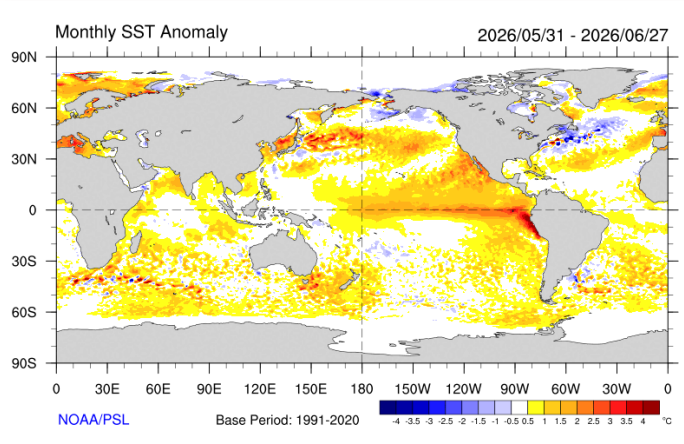 Monthly SST Anomaly 2026/05/31 - 2026/06/27
90N
60N
30N
0
30S
60S
90S
0 30E 60E 90E 120E 150E 180 150W 120W 90W 60W 30W 0
NOAA/PSL Base Period: 1991-2020
-4 -3.5 -3 -2.5 -2 -1.5 -1 -0.5 0.5 1 1.5 2 2.5 3 3.5 4 °C